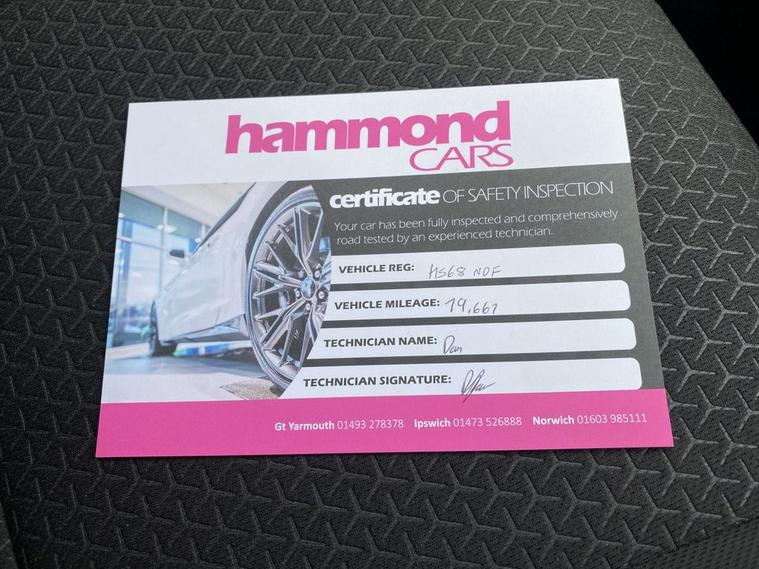 hammond
CARS
certificate OF SAFETY INSPECTION
Your car has been fully inspected and comprehensively
road tested by an experienced technician.
VEHICLE REG: HS68 NDF
VEHICLE MILEAGE: 79,667
TECHNICIAN NAME: Dan
TECHNICIAN SIGNATURE:
Gt Yarmouth 01493 278378 Ipswich 01473 526888 Norwich 01603 985111